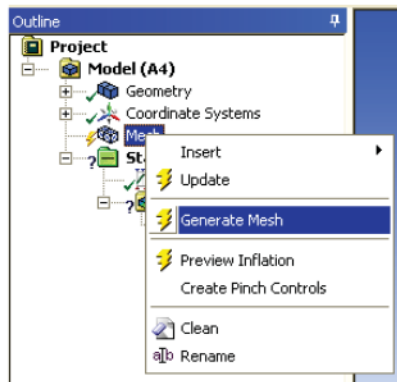 Outline
Project
Model (A4)
Geometry
Coordinate Systems
Mesh
Insert
Update
Generate Mesh
Preview Inflation
Create Pinch Controls
Clean
Rename